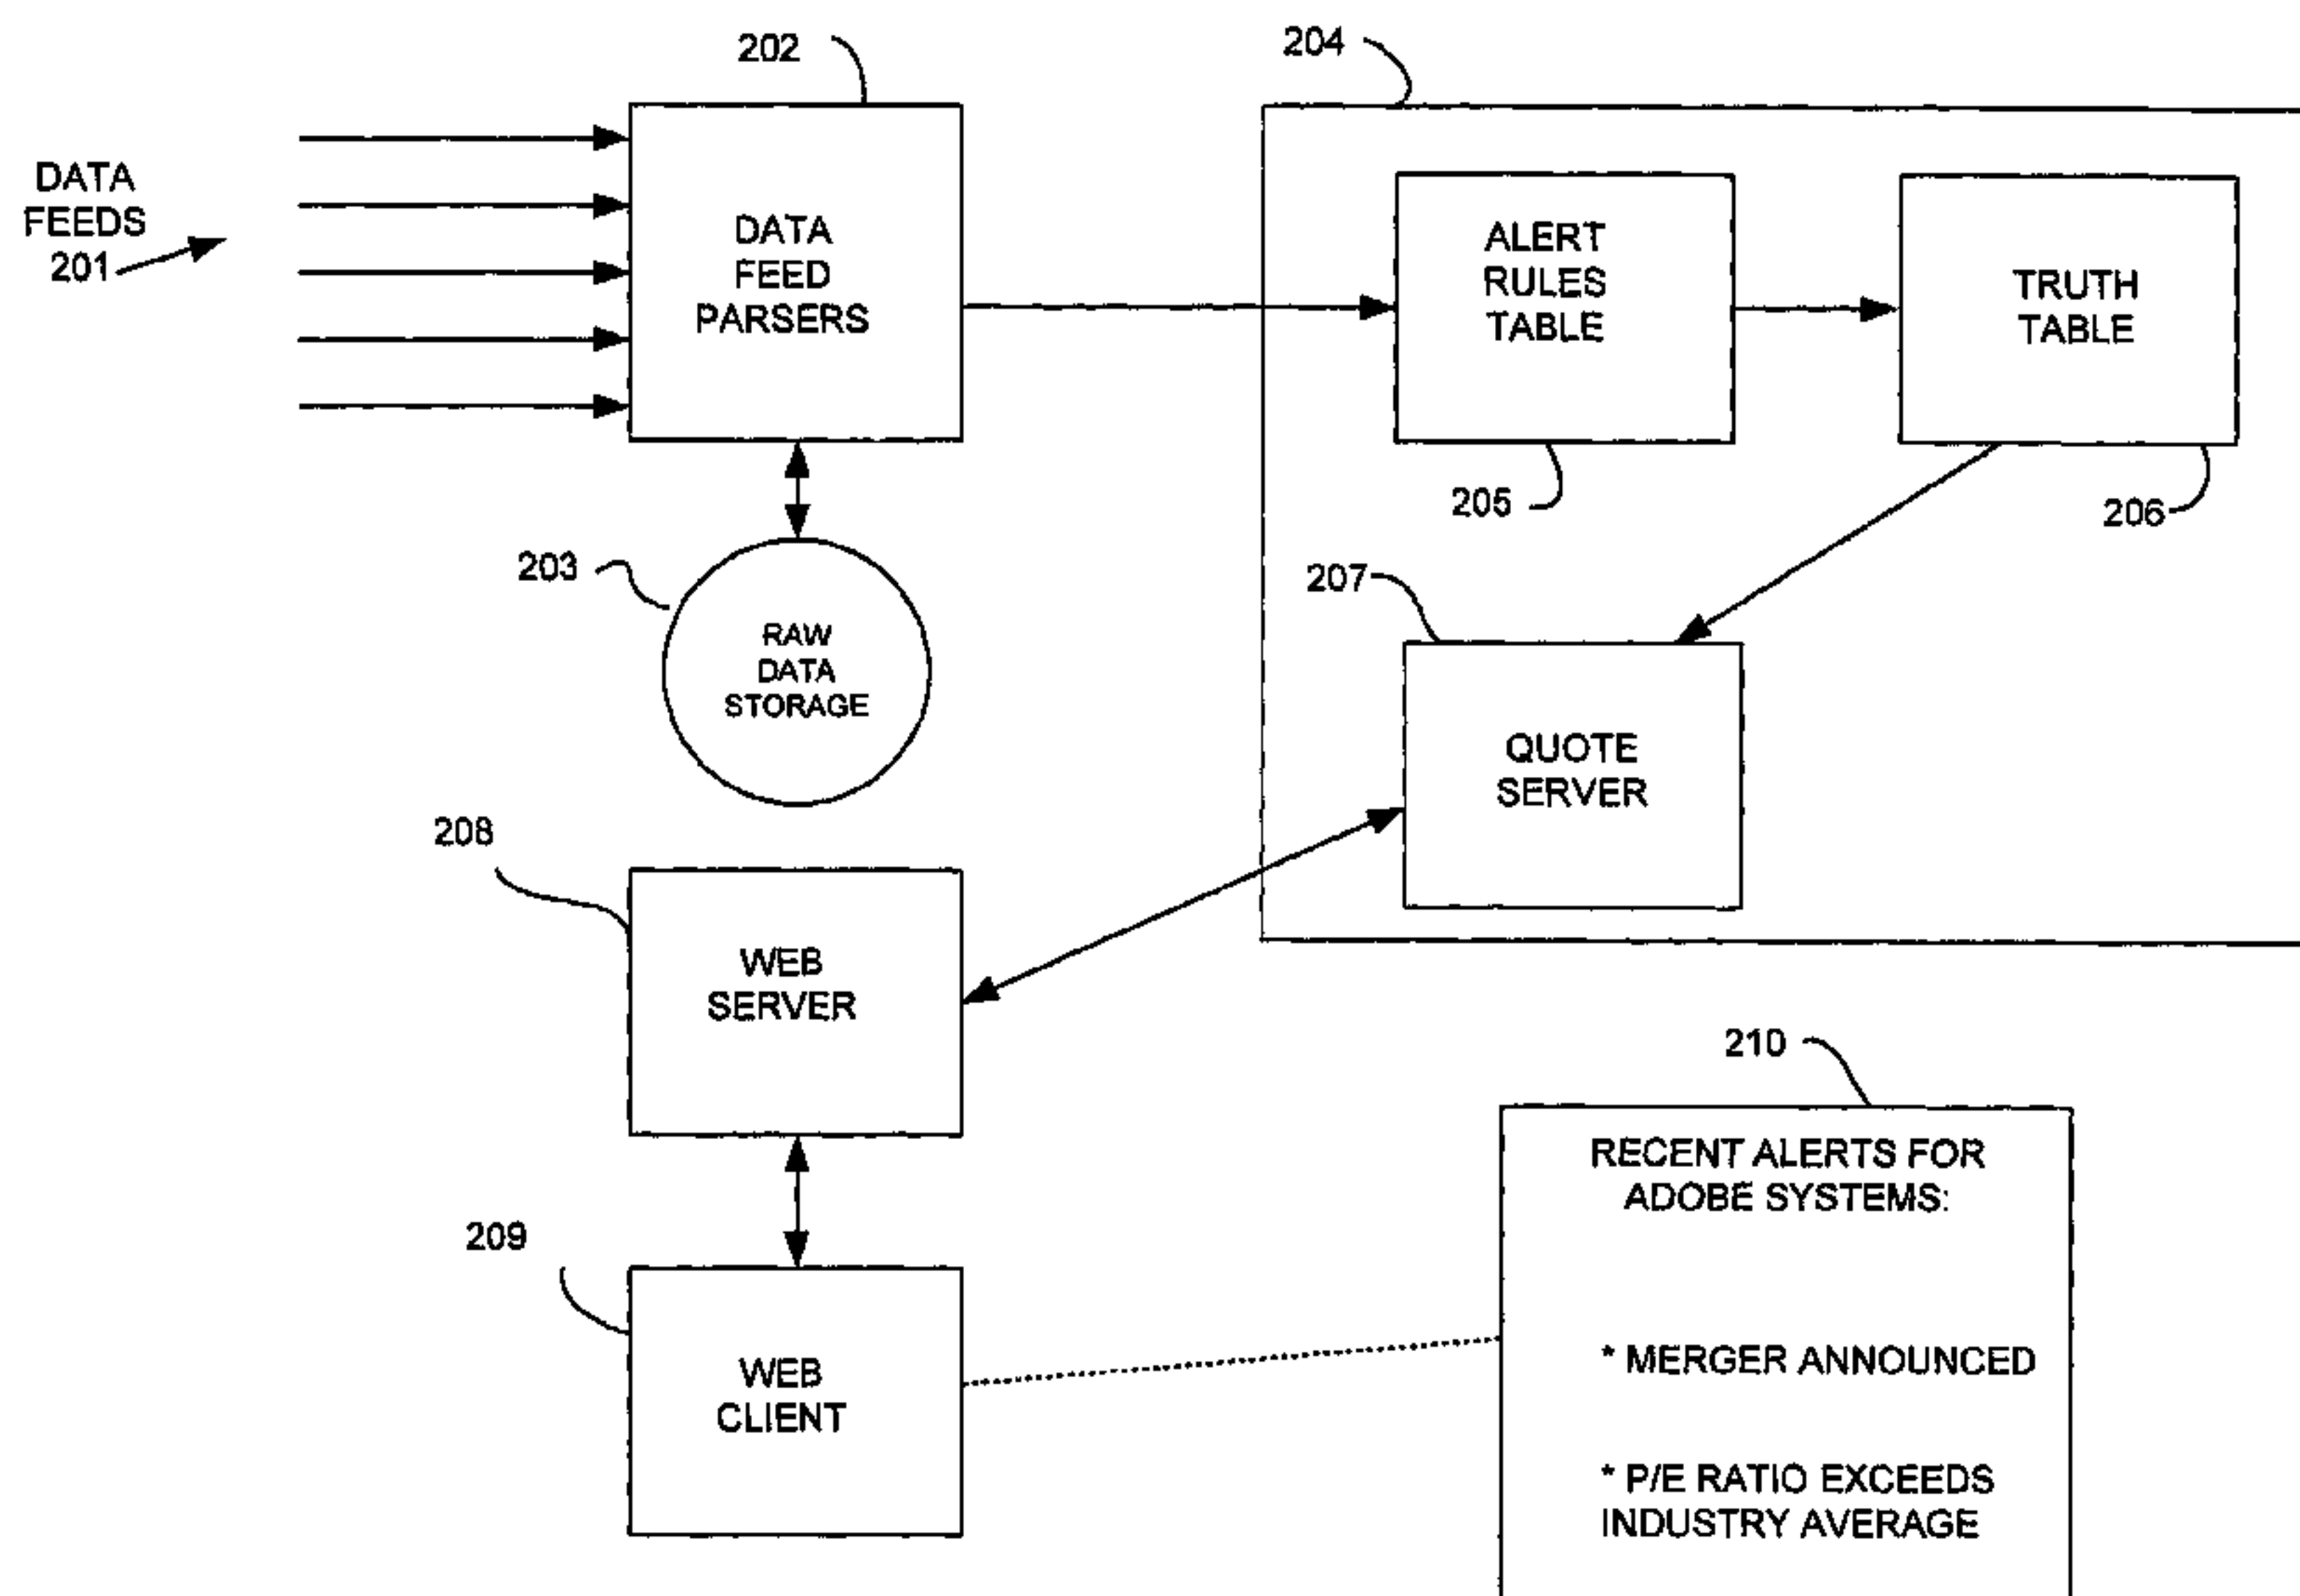 202
204
DATA
FEEDS
201
DATA
FEED
PARSERS
ALERT
RULES
TABLE
TRUTH
TABLE
205
206
203
207
RAW
DATA
STORAGE
QUOTE
SERVER
208
WEB
SERVER
210
RECENT ALERTS FOR
ADOBE SYSTEMS:
209
* MERGER ANNOUNCED
WEB
CLIENT
* P/E RATIO EXCEEDS
INDUSTRY AVERAGE